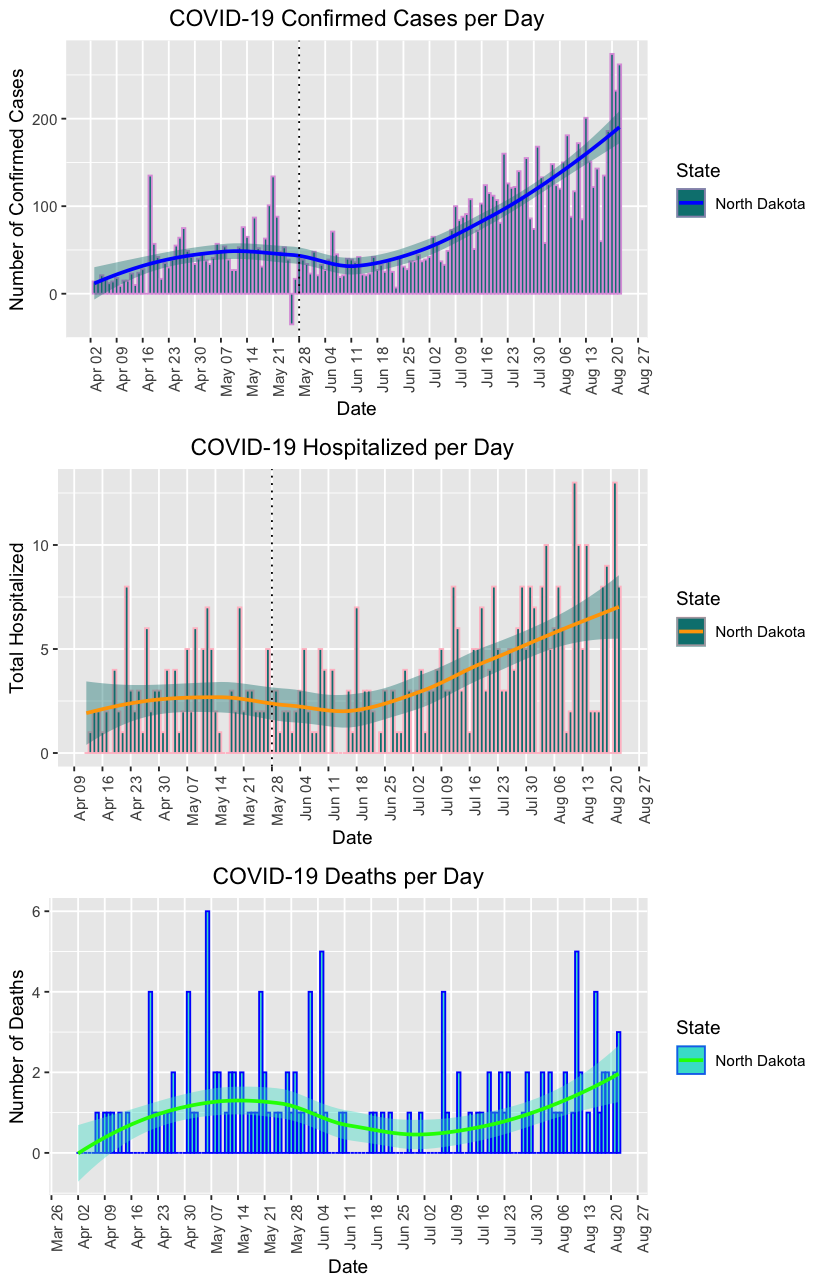 COVID-19 Confirmed Cases per Day
Number of Confirmed Cases
200
100
0
Apr 02
Apr 09
Apr 16
Apr 23
Apr 30
May 07
May 14
May 21
May 28
Jun 04
Jun 11
Jun 18
Jun 25
Jul 02
Jul 09
Jul 16
Jul 23
Jul 30
Aug 06
Aug 13
Aug 20
Aug 27
Date
State
North Dakota
COVID-19 Hospitalized per Day
Total Hospitalized
10
5
0
Apr 09
Apr 16
Apr 23
Apr 30
May 07
May 14
May 21
May 28
Jun 04
Jun 11
Jun 18
Jun 25
Jul 02
Jul 09
Jul 16
Jul 23
Jul 30
Aug 06
Aug 13
Aug 20
Aug 27
Date
State
North Dakota
COVID-19 Deaths per Day
Number of Deaths
6
4
2
0
Mar 26
Apr 02
Apr 09
Apr 16
Apr 23
Apr 30
May 07
May 14
May 21
May 28
Jun 04
Jun 11
Jun 18
Jun 25
Jul 02
Jul 09
Jul 16
Jul 23
Jul 30
Aug 06
Aug 13
Aug 20
Aug 27
Date
State
North Dakota